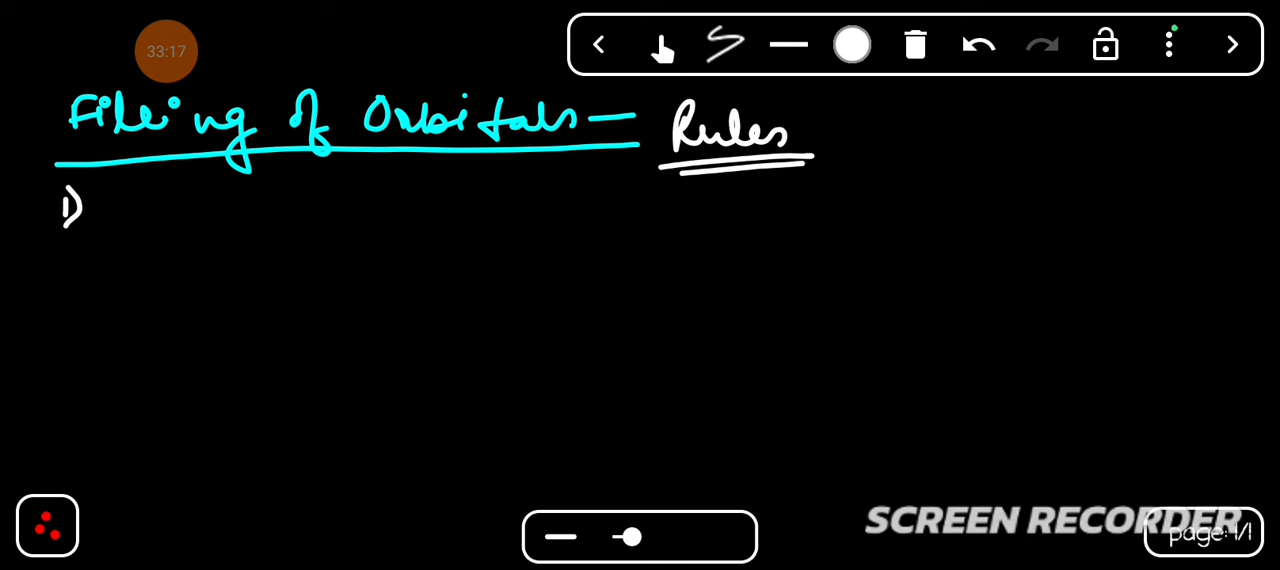 33:17
Filling of Orbitals — Rules
1)
SCREEN RECORDER
page:1/1